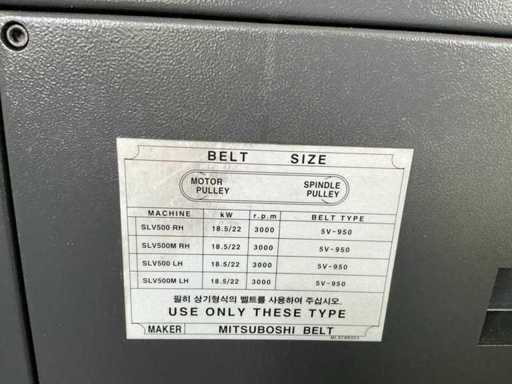 BELT SIZE
MOTOR PULLEY
SPINDLE PULLEY
MACHINE kW r.p.m BELT TYPE
SLV500 RH 18.5/22 3000 5V-950
SLV500M RH 18.5/22 3000 5V-950
SLV500 LH 18.5/22 3000 5V-950
SLV500M LH 18.5/22 3000 5V-950
필히 상기형식의 벨트를 사용하여 주십시오.
USE ONLY THESE TYPE
MAKER MITSUBOSHI BELT